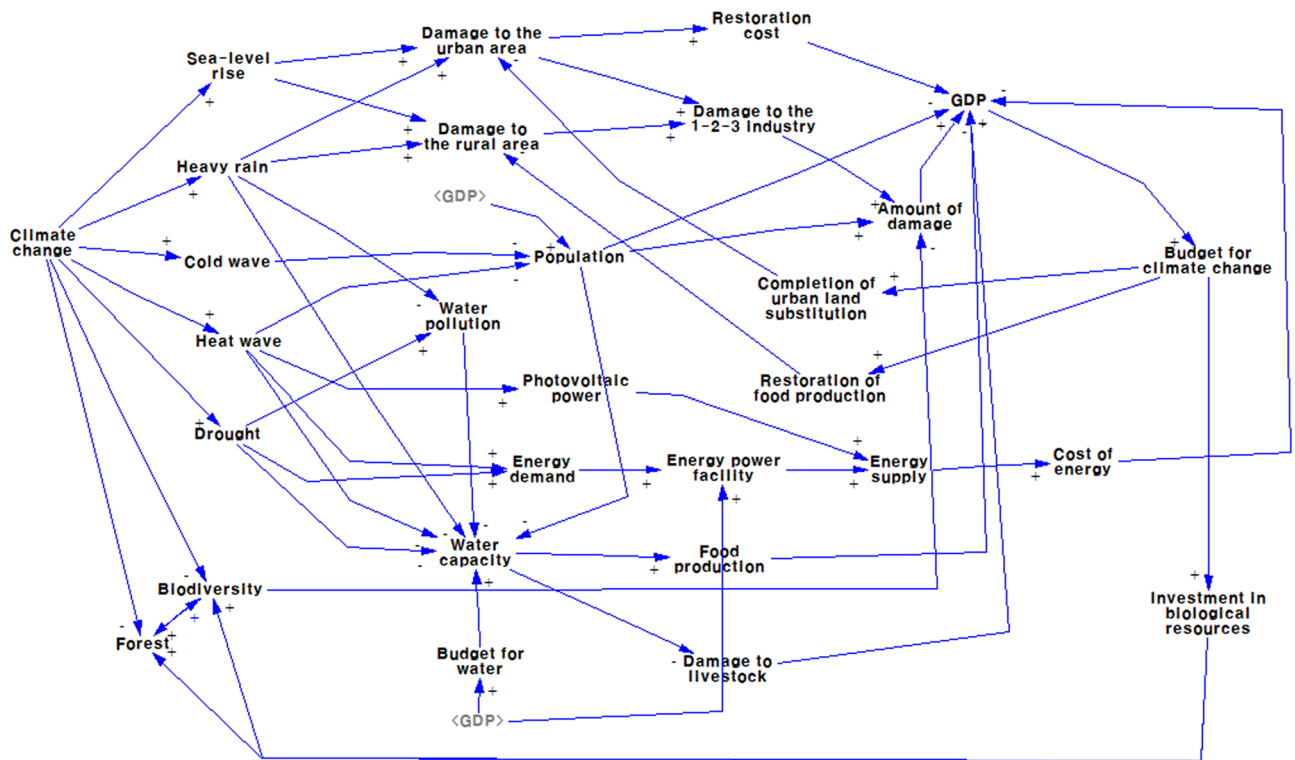 Restoration
cost
Damage to the
urban area
Sea-level
rise
GDP
Damage to the
1-2-3 Industry
Damage to
the rural area
Heavy rain
<GDP>
Amount of
damage
Climate
change
Cold wave
Population
Budget for
climate change
Completion of
urban land
substitution
Water
pollution
Heat wave
Photovoltaic
power
Restoration of
food production
Drought
Energy
demand
Energy power
facility
Energy
supply
Cost of
energy
Water
capacity
Food
production
Biodiversity
Investment in
biological
resources
Forest
Budget for
water
Damage to
livestock
<GDP>